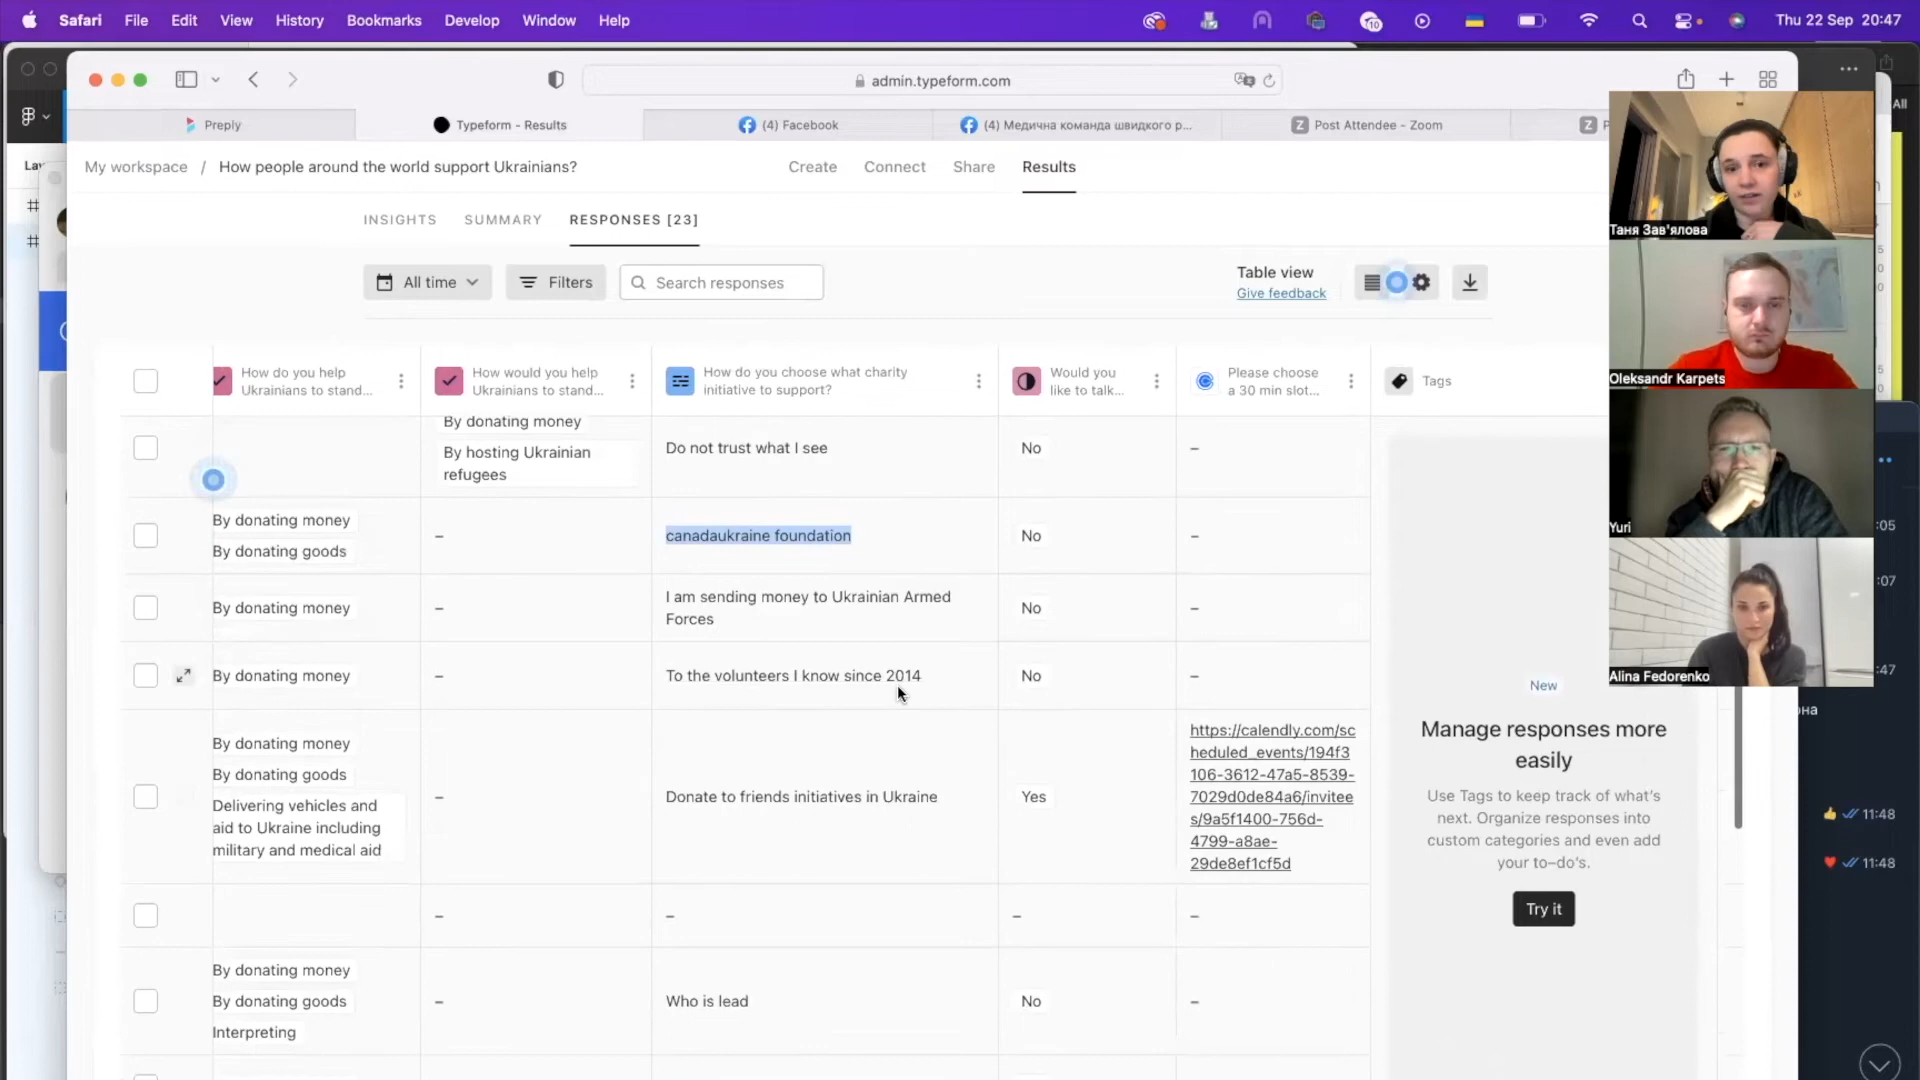 Safari File Edit View History Bookmarks Develop Window Help
10
Thu 22 Sep 20:47
admin.typeform.com
Preply
Typeform - Results
(4) Facebook
(4) Медична команда швидкого р...
Post Attendee - Zoom
All
My workspace / How people around the world support Ukrainians?
Create Connect Share Results
INSIGHTS SUMMARY RESPONSES [23]
All time
Filters
Search responses
Table view
Give feedback
How do you help
Ukrainians to stand...
How would you help
Ukrainians to stand...
How do you choose what charity
initiative to support?
Would you
like to talk...
Please choose
a 30 min slot...
Tags
By donating money
By hosting Ukrainian
refugees
Do not trust what I see
No
–
By donating money
By donating goods
–
canadaukraine foundation
No
–
By donating money
–
I am sending money to Ukrainian Armed
Forces
No
–
By donating money
–
To the volunteers I know since 2014
No
–
By donating money
By donating goods
Delivering vehicles and
aid to Ukraine including
military and medical aid
–
Donate to friends initiatives in Ukraine
Yes
https://calendly.com/sc
heduled_events/194f3
106-3612-47a5-8539-
7029d0de84a6/invitee
s/9a5f1400-756d-
4799-a8ae-
29de8ef1cf5d
–
–
–
–
By donating money
By donating goods
Interpreting
–
Who is lead
No
–
New
Manage responses more
easily
Use Tags to keep track of what's
next. Organize responses into
custom categories and even add
your to–do's.
Try it
Таня Зав'ялова
Oleksandr Karpets
Yuri
Alina Fedorenko
:05
:07
:47
11:48
11:48